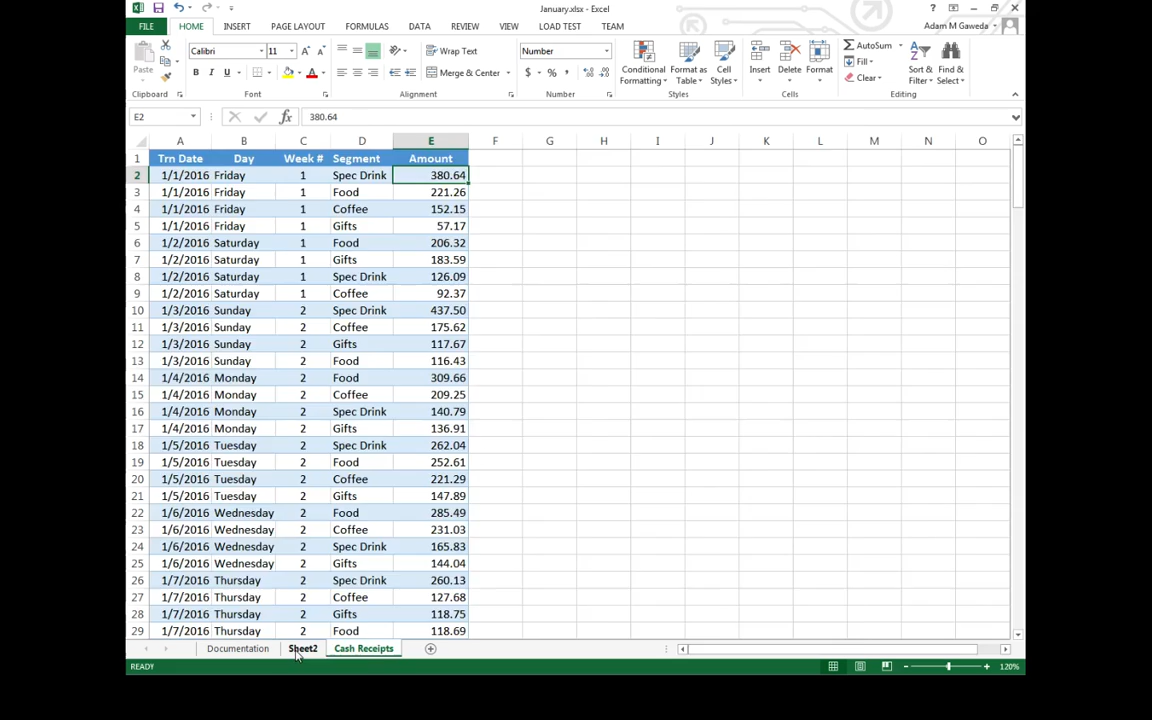 January.xlsx - Excel
FILE HOME INSERT PAGE LAYOUT FORMULAS DATA REVIEW VIEW LOAD TEST TEAM
Adam M Gaweda
Paste
Calibri 11
B I U A
Wrap Text
Merge & Center
Number
$ % ,
Conditional Formatting
Format as Table
Cell Styles
Insert
Delete
Format
AutoSum
Fill
Clear
Sort & Filter
Find & Select
Clipboard Font Alignment Number Styles Cells Editing
E2 fx 380.64
A B C D E F G H I J K L M N O
1 Trn Date Day Week # Segment Amount
2 1/1/2016 Friday 1 Spec Drink 380.64
3 1/1/2016 Friday 1 Food 221.26
4 1/1/2016 Friday 1 Coffee 152.15
5 1/1/2016 Friday 1 Gifts 57.17
6 1/2/2016 Saturday 1 Food 206.32
7 1/2/2016 Saturday 1 Gifts 183.59
8 1/2/2016 Saturday 1 Spec Drink 126.09
9 1/2/2016 Saturday 1 Coffee 92.37
10 1/3/2016 Sunday 2 Spec Drink 437.50
11 1/3/2016 Sunday 2 Coffee 175.62
12 1/3/2016 Sunday 2 Gifts 117.67
13 1/3/2016 Sunday 2 Food 116.43
14 1/4/2016 Monday 2 Food 309.66
15 1/4/2016 Monday 2 Coffee 209.25
16 1/4/2016 Monday 2 Spec Drink 140.79
17 1/4/2016 Monday 2 Gifts 136.91
18 1/5/2016 Tuesday 2 Spec Drink 262.04
19 1/5/2016 Tuesday 2 Food 252.61
20 1/5/2016 Tuesday 2 Coffee 221.29
21 1/5/2016 Tuesday 2 Gifts 147.89
22 1/6/2016 Wednesday 2 Food 285.49
23 1/6/2016 Wednesday 2 Coffee 231.03
24 1/6/2016 Wednesday 2 Spec Drink 165.83
25 1/6/2016 Wednesday 2 Gifts 144.04
26 1/7/2016 Thursday 2 Spec Drink 260.13
27 1/7/2016 Thursday 2 Coffee 127.68
28 1/7/2016 Thursday 2 Gifts 118.75
29 1/7/2016 Thursday 2 Food 118.69
Documentation Sheet2 Cash Receipts
READY 120%